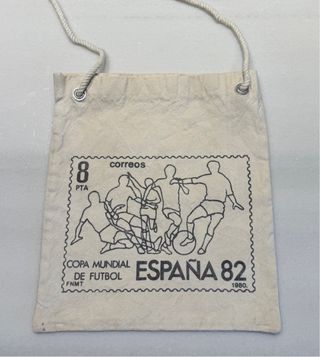 8 correos
PTA
COPA MUNDIAL
DE FUTBOL ESPAÑA 82
FNMT 1980.